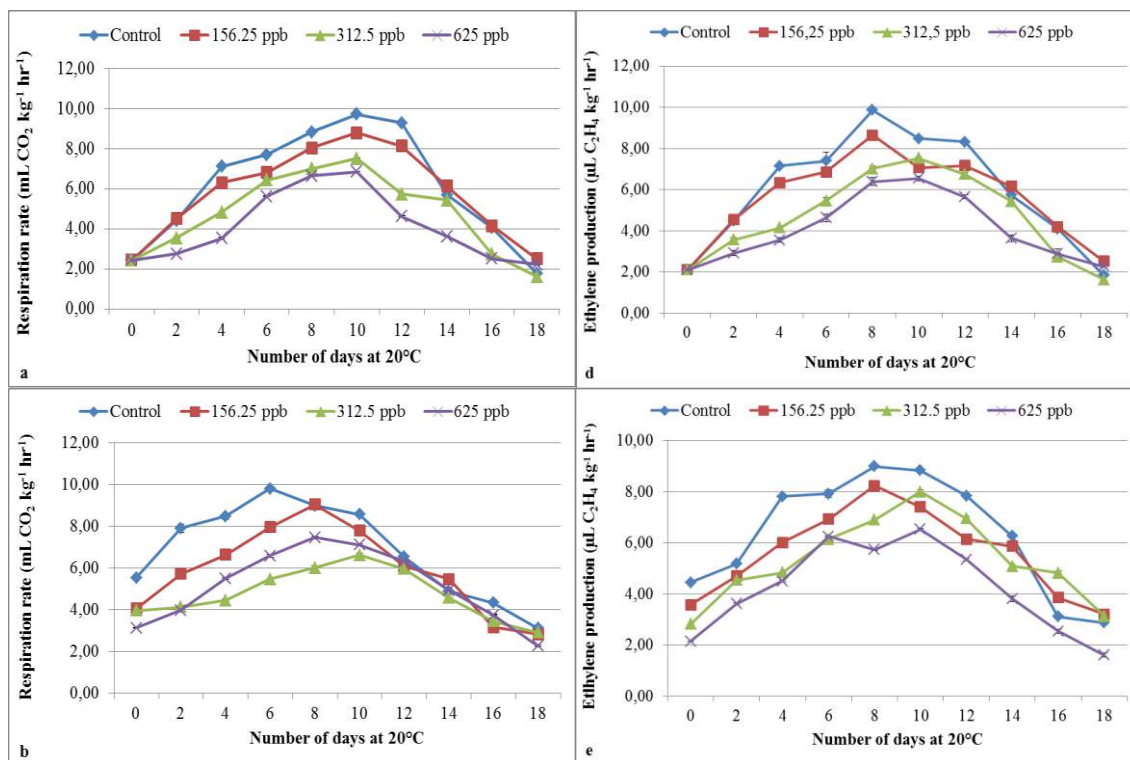 Control 156.25 ppb 312.5 ppb 625 ppb
Respiration rate (mL CO₂ kg⁻¹ hr⁻¹)
12,00
10,00
8,00
6,00
4,00
2,00
0,00
0 2 4 6 8 10 12 14 16 18
Number of days at 20°C
a
Control 156,25 ppb 312,5 ppb 625 ppb
Ethylene production (µL C₂H₄ kg⁻¹ hr⁻¹)
12,00
10,00
8,00
6,00
4,00
2,00
0,00
0 2 4 6 8 10 12 14 16 18
Number of days at 20°C
d
Control 156.25 ppb 312.5 ppb 625 ppb
Respiration rate (mL CO₂ kg⁻¹ hr⁻¹)
12,00
10,00
8,00
6,00
4,00
2,00
0,00
0 2 4 6 8 10 12 14 16 18
Number of days at 20°C
b
Control 156.25 ppb 312.5 ppb 625 ppb
Etlhylene production (µL C₂H₄ kg⁻¹ hr⁻¹)
10,00
8,00
6,00
4,00
2,00
0,00
0 2 4 6 8 10 12 14 16 18
Number of days at 20°C
e